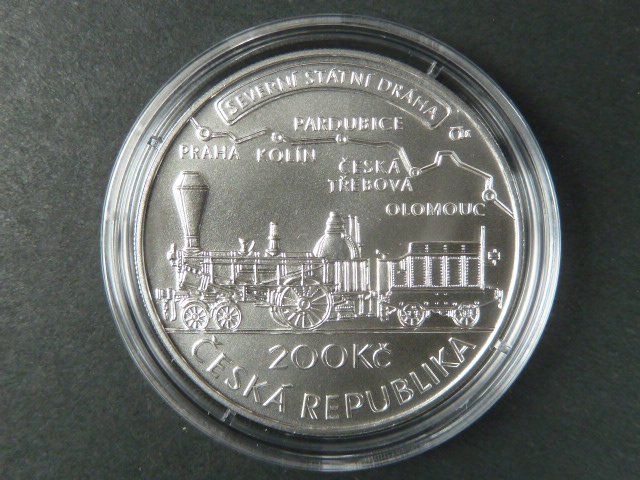 SEVERNÍ STÁTNÍ DRÁHA
PARDUBICE
PRAHA KOLÍN
ČESKÁ
TŘEBOVÁ
OLOMOUC
200Kč
ČESKÁ REPUBLIKA